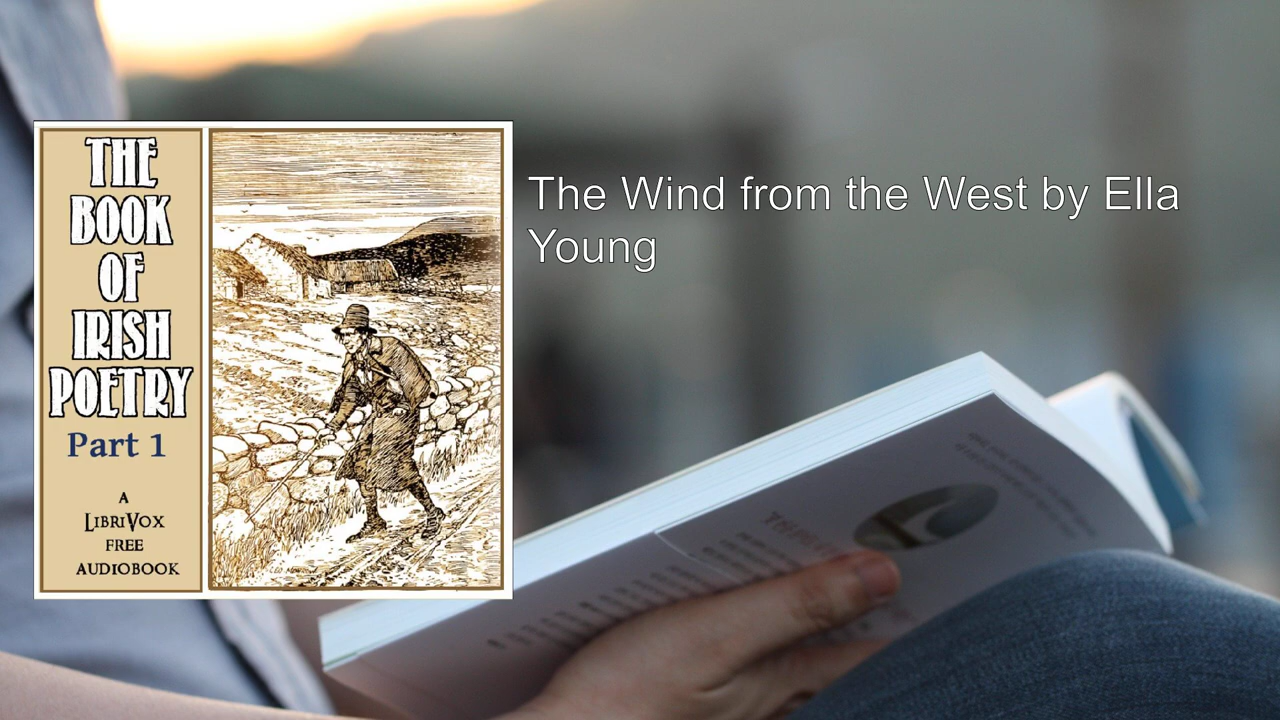 THE
BOOK
OF
IRISH
POETRY
Part 1
A
LIBRIVOX
FREE
AUDIOBOOK
The Wind from the West by Ella
Young